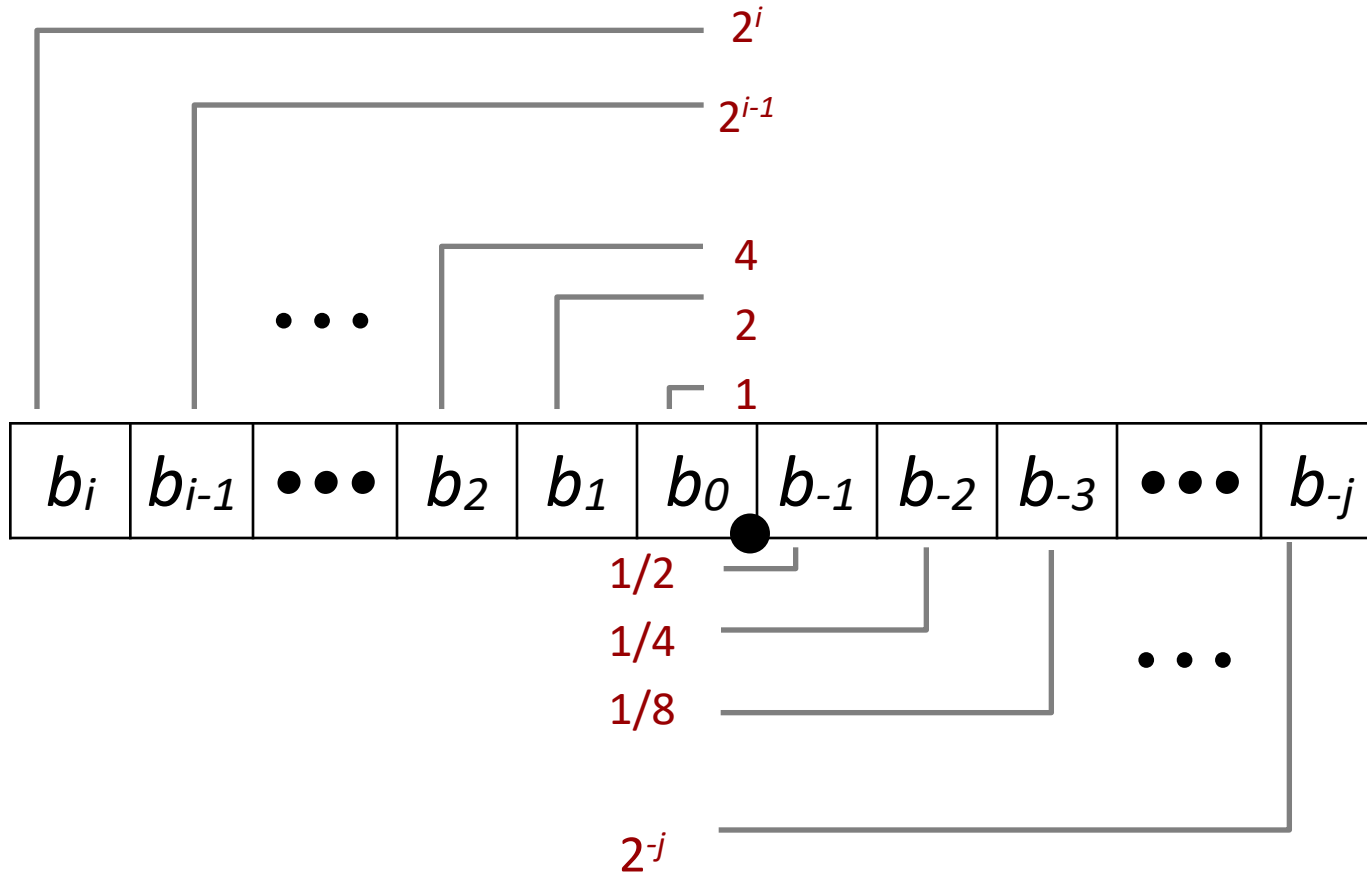 2^i
2^{i-1}
4
2
1
b_i b_{i-1} ••• b_2 b_1 b_0 . b_{-1} b_{-2} b_{-3} ••• b_{-j}
1/2
1/4
1/8
2^{-j}